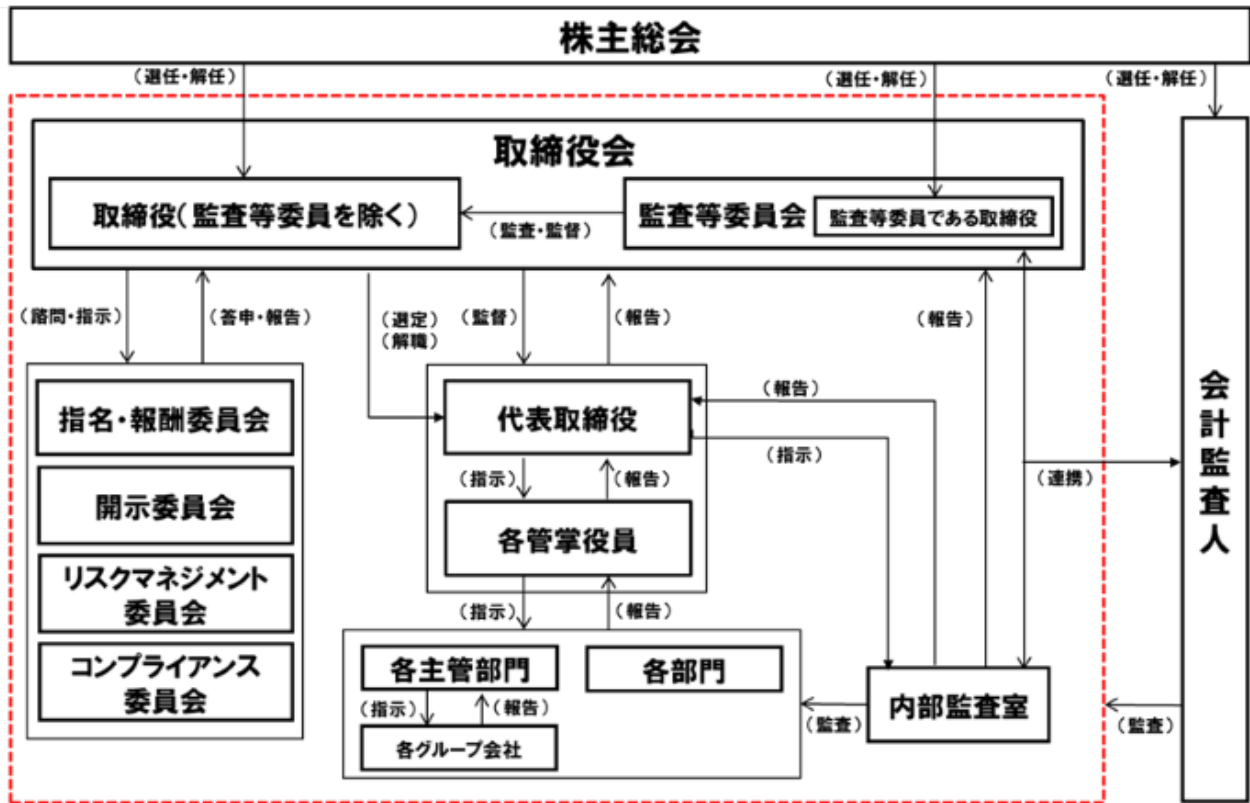 株主総会
（選任・解任）
（選任・解任）
（選任・解任）
取締役会
取締役（監査等委員を除く）
（監査・監督）
監査等委員会
監査等委員である取締役
（諮問・指示）
（答申・報告）
（選定）
（解職）
（監督）
（報告）
（報告）
指名・報酬委員会
開示委員会
リスクマネジメント
委員会
コンプライアンス
委員会
代表取締役
（指示）
（報告）
各管掌役員
（報告）
（指示）
（連携）
会計監査人
（指示）
（報告）
各主管部門
各部門
（指示）
（報告）
各グループ会社
（監査）
内部監査室
（監査）